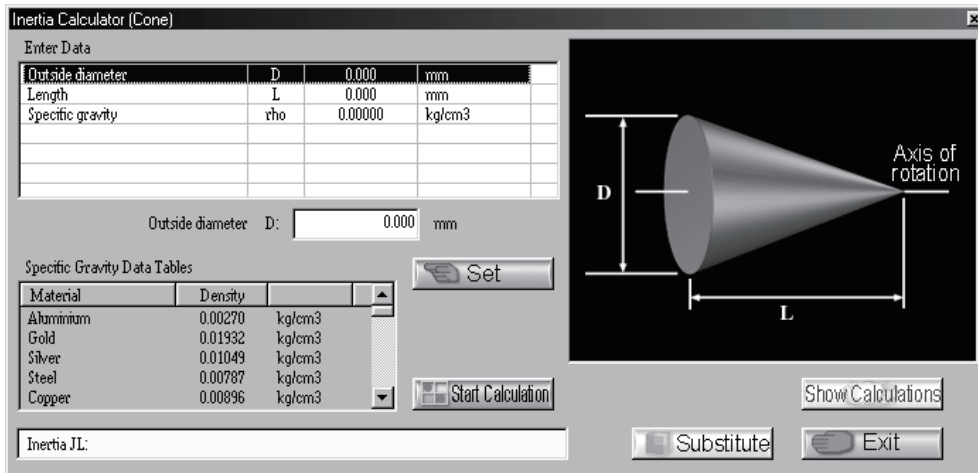 Inertia Calculator (Cone)
Enter Data
Outside diameter D 0.000 mm
Length L 0.000 mm
Specific gravity rho 0.00000 kg/cm3
Outside diameter D: 0.000 mm
Specific Gravity Data Tables
Material Density
Aluminium 0.00270 kg/cm3
Gold 0.01932 kg/cm3
Silver 0.01049 kg/cm3
Steel 0.00787 kg/cm3
Copper 0.00896 kg/cm3
Set
Start Calculation
Inertia JL:
D
L
Axis of
rotation
Show Calculations
Substitute
Exit